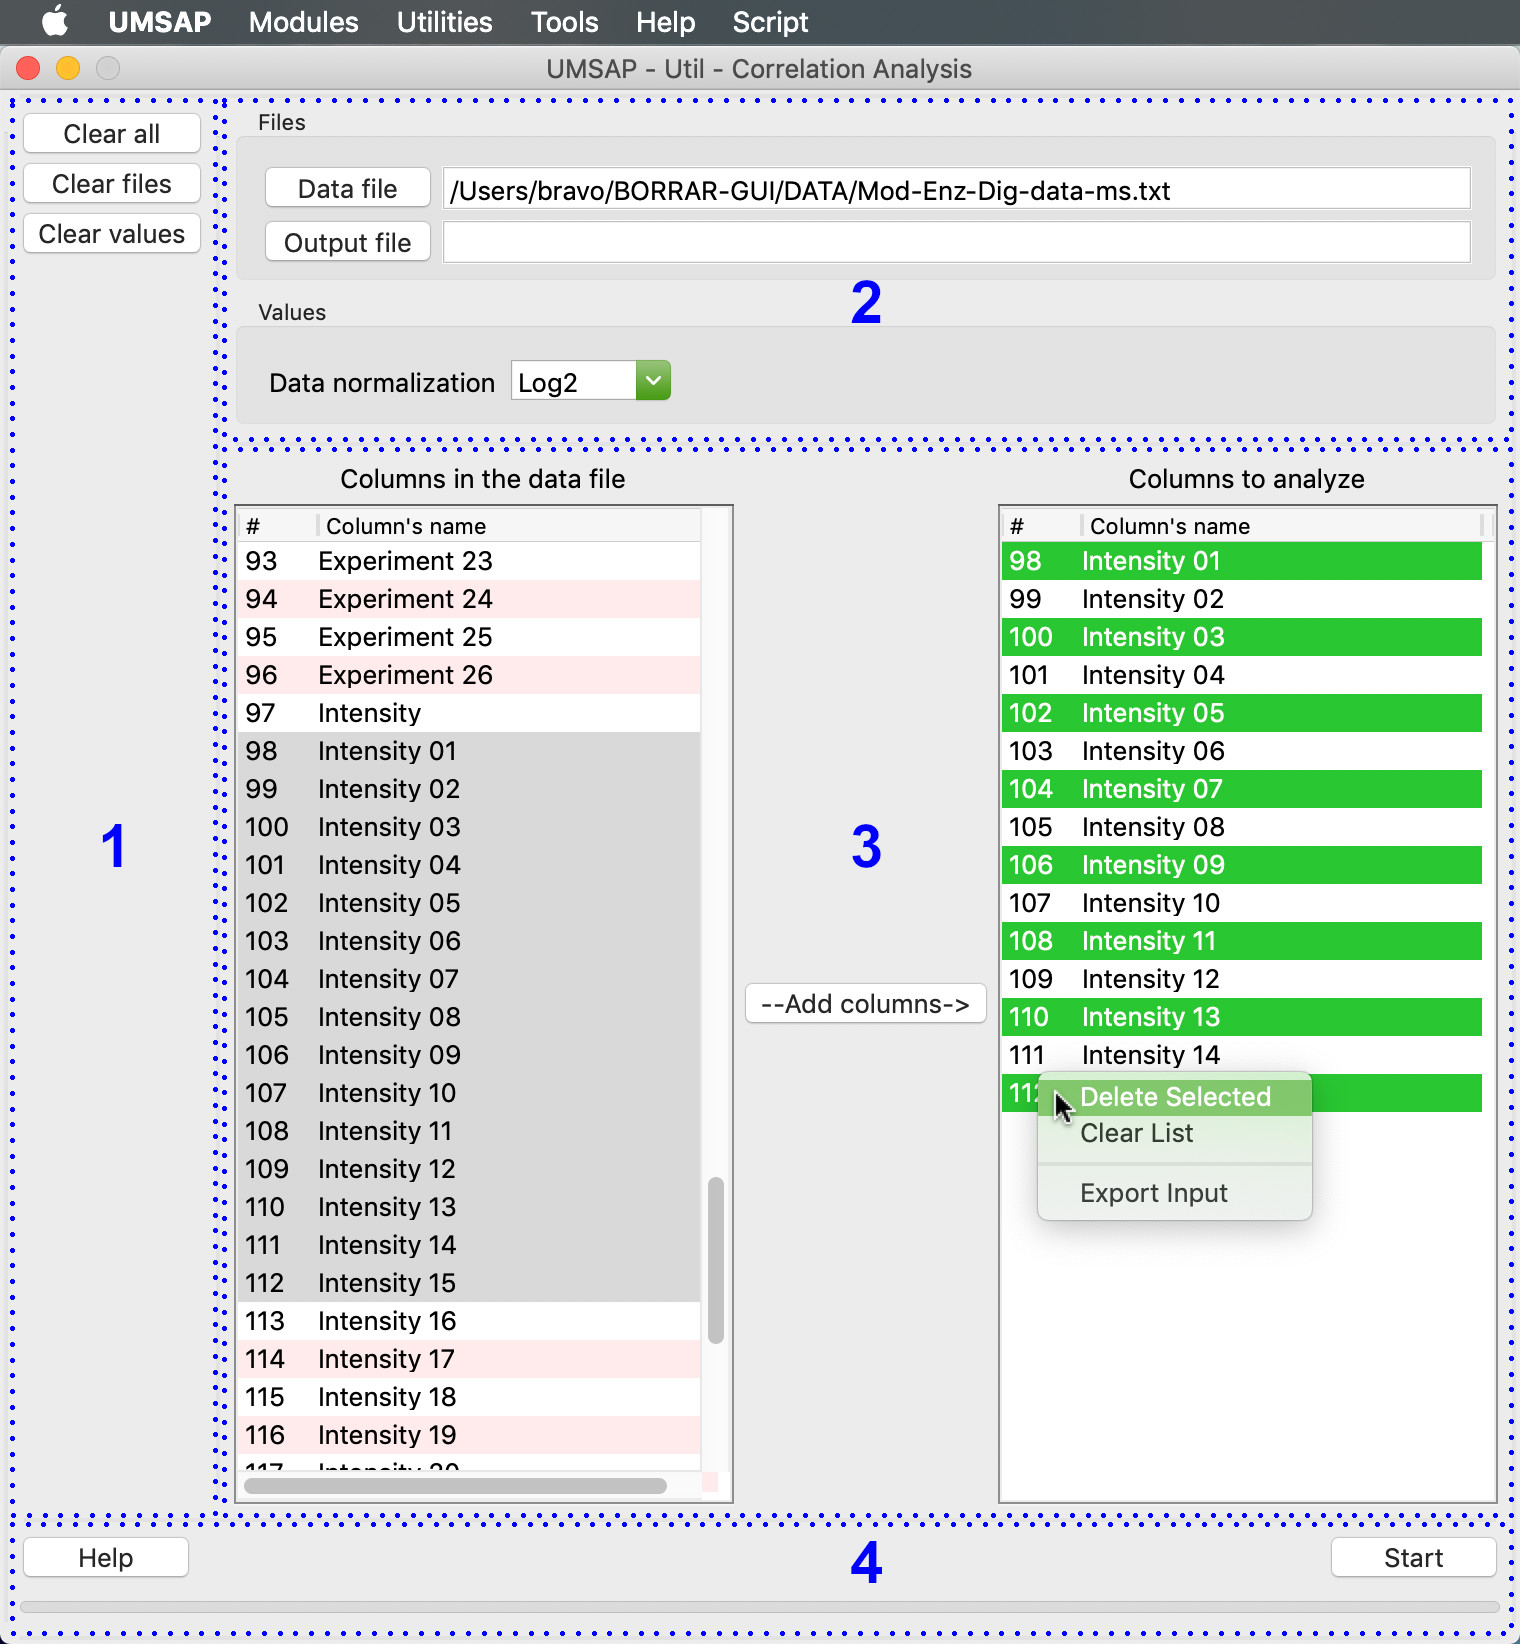 UMSAP Modules Utilities Tools Help Script
UMSAP - Util - Correlation Analysis
Clear all
Clear files
Clear values
Files
Data file /Users/bravo/BORRAR-GUI/DATA/Mod-Enz-Dig-data-ms.txt
Output file
2
Values
Data normalization Log2
1
3
Columns in the data file
# Column's name
93 Experiment 23
94 Experiment 24
95 Experiment 25
96 Experiment 26
97 Intensity
98 Intensity 01
99 Intensity 02
100 Intensity 03
101 Intensity 04
102 Intensity 05
103 Intensity 06
104 Intensity 07
105 Intensity 08
106 Intensity 09
107 Intensity 10
108 Intensity 11
109 Intensity 12
110 Intensity 13
111 Intensity 14
112 Intensity 15
113 Intensity 16
114 Intensity 17
115 Intensity 18
116 Intensity 19
117 Intensity 20
--Add columns->
Columns to analyze
# Column's name
98 Intensity 01
99 Intensity 02
100 Intensity 03
101 Intensity 04
102 Intensity 05
103 Intensity 06
104 Intensity 07
105 Intensity 08
106 Intensity 09
107 Intensity 10
108 Intensity 11
109 Intensity 12
110 Intensity 13
111 Intensity 14
112
Delete Selected
Clear List
Export Input
Help
4
Start